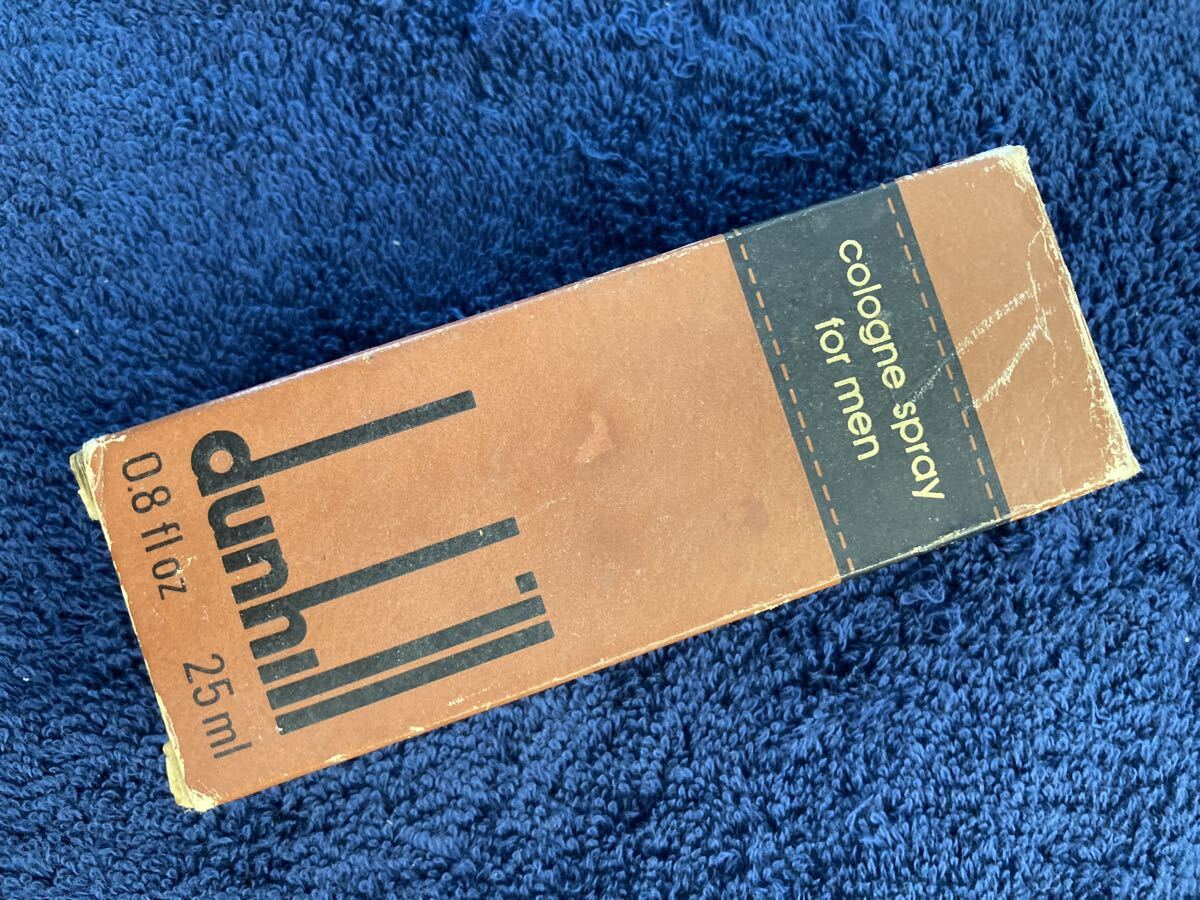 cologne spray
for men
dunhill
0.8 fl oz 25 ml